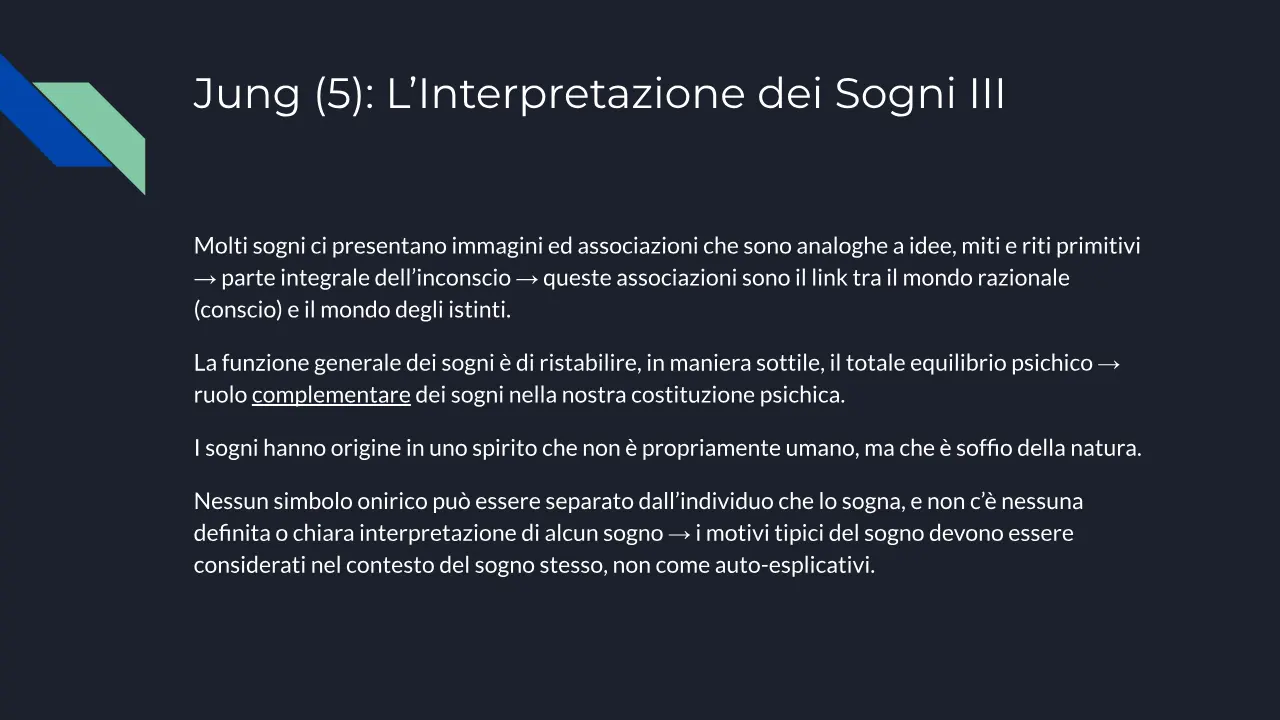 Jung (5): L’Interpretazione dei Sogni III
Molti sogni ci presentano immagini ed associazioni che sono analoghe a idee, miti e riti primitivi
→ parte integrale dell’inconscio → queste associazioni sono il link tra il mondo razionale
(conscio) e il mondo degli istinti.
La funzione generale dei sogni è di ristabilire, in maniera sottile, il totale equilibrio psichico →
ruolo complementare dei sogni nella nostra costituzione psichica.
I sogni hanno origine in uno spirito che non è propriamente umano, ma che è soffio della natura.
Nessun simbolo onirico può essere separato dall’individuo che lo sogna, e non c’è nessuna
definita o chiara interpretazione di alcun sogno → i motivi tipici del sogno devono essere
considerati nel contesto del sogno stesso, non come auto-esplicativi.